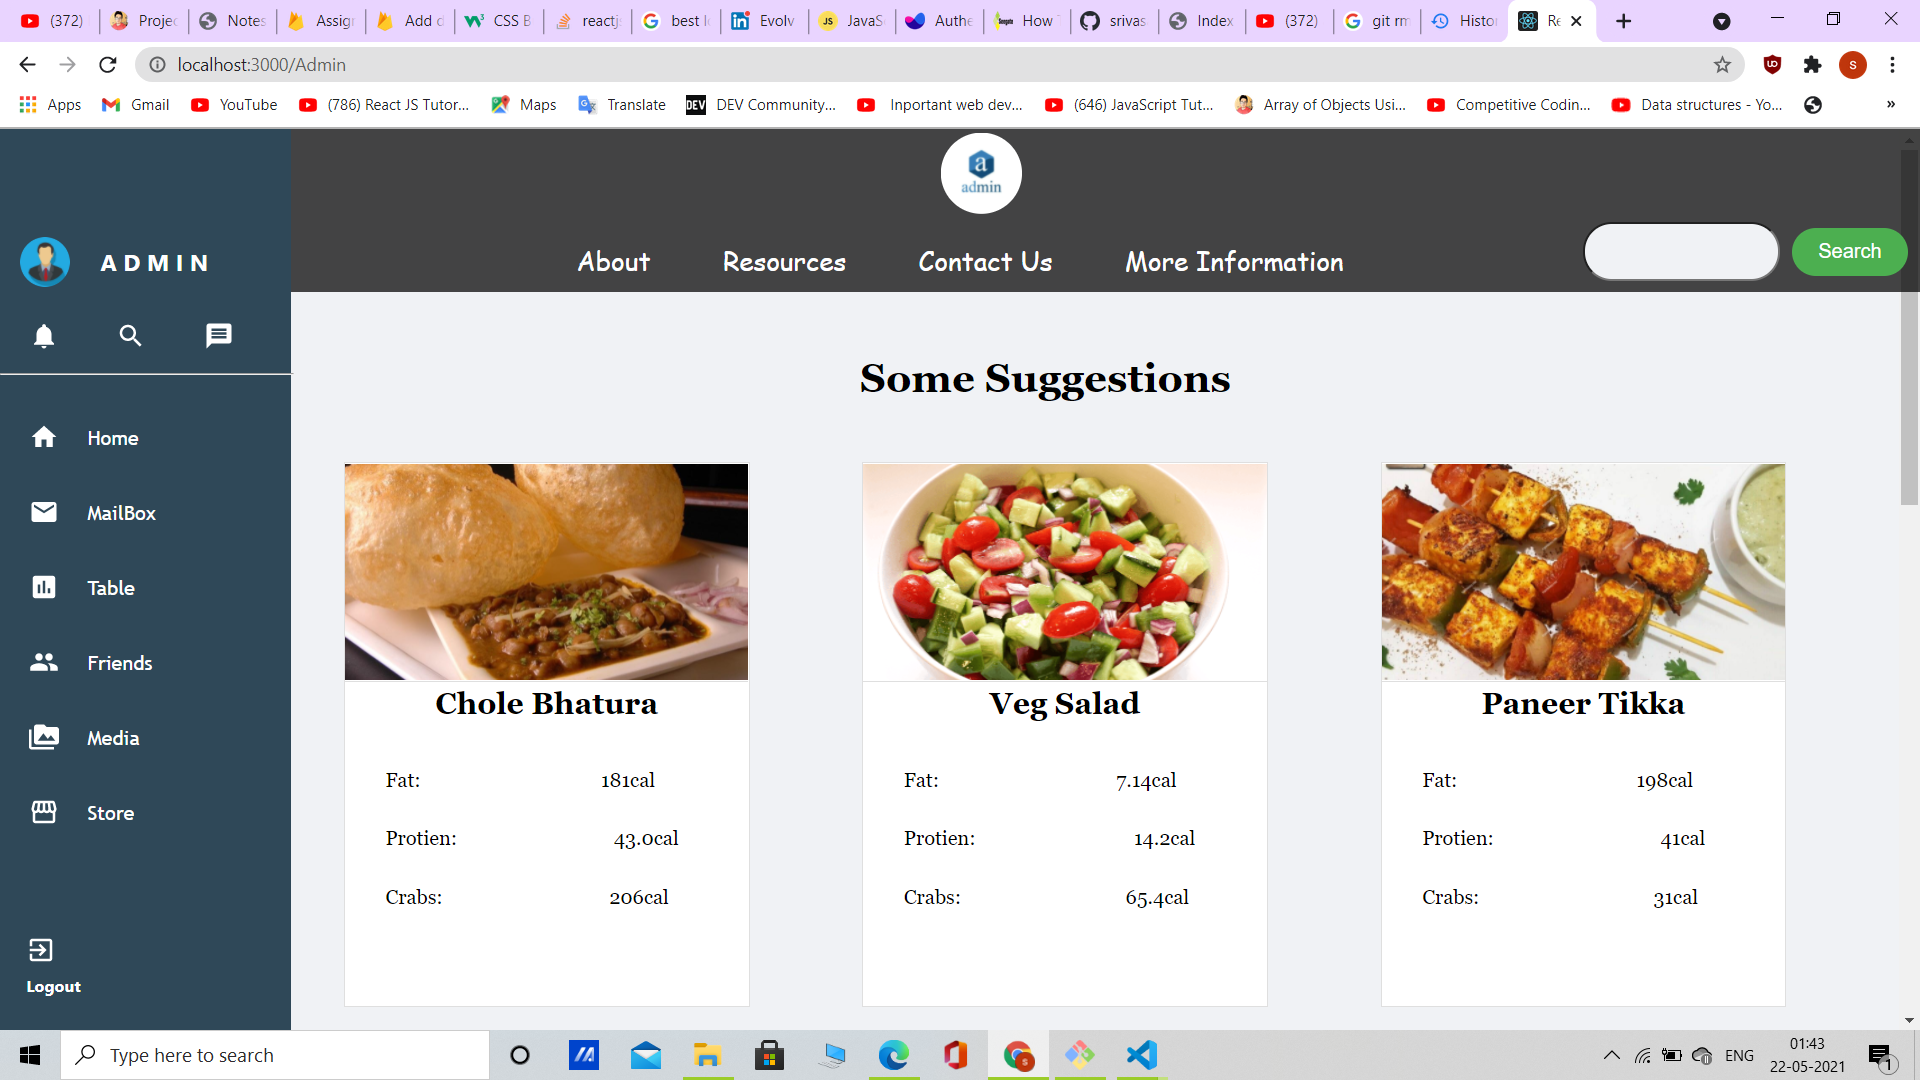 (372) Projec Notes Assign Add d CSS B reactj best l Evolv JavaS Authe How srivas Index (372) git rm Histo Re
localhost:3000/Admin
Apps Gmail YouTube (786) React JS Tutor... Maps Translate DEV Community... Inportant web dev... (646) JavaScript Tut... Array of Objects Usi... Competitive Codin... Data structures - Yo... »
a
admin
About Resources Contact Us More Information Search
ADMIN
Home
MailBox
Table
Friends
Media
Store
Logout
Some Suggestions
Chole Bhatura
Fat: 181cal
Protien: 43.0cal
Crabs: 206cal
Veg Salad
Fat: 7.14cal
Protien: 14.2cal
Crabs: 65.4cal
Paneer Tikka
Fat: 198cal
Protien: 41cal
Crabs: 31cal
Type here to search
ENG
01:43
22-05-2021
1